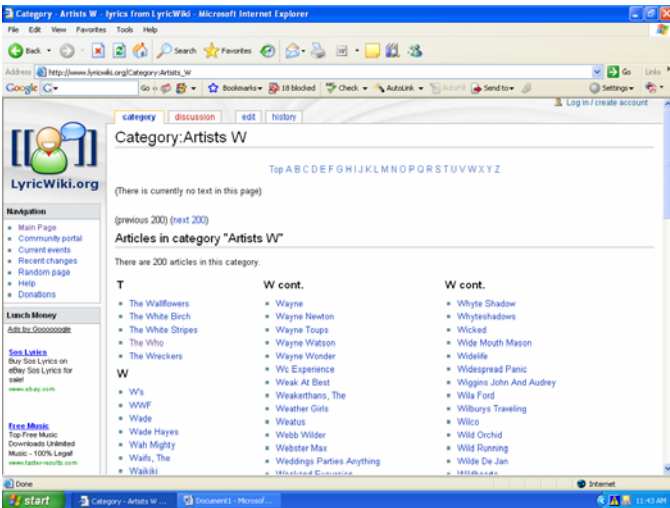 Category - Artists W - lyrics from LyricWiki - Microsoft Internet Explorer
File Edit View Favorites Tools Help
Back Search Favorites
Address http://www.lyricwiki.org/Category:Artists_W Go Links
Google G Go Bookmarks 18 blocked Check AutoLink AutoFill Send to Settings
Log in / create account
category discussion edit history
LyricWiki.org
Category:Artists W
Top A B C D E F G H I J K L M N O P Q R S T U V W X Y Z
(There is currently no text in this page)
(previous 200) (next 200)
Articles in category "Artists W"
There are 200 articles in this category.
Navigation
Main Page
Community portal
Current events
Recent changes
Random page
Help
Donations
Lunch Money
Ads by Goooooogle
Sos Lyrics
Buy Sos Lyrics on
eBay Sos Lyrics for
sale!
www.ebay.com
Free Music
Top Free Music
Downloads Unlimited
Music - 100% Legal!
www.faster-results.com
T
The Wallflowers
The White Birch
The White Stripes
The Who
The Wreckers
W
W's
WWF
Wade
Wade Hayes
Wah Mighty
Waifs, The
Waikiki
W cont.
Wayne
Wayne Newton
Wayne Toups
Wayne Watson
Wayne Wonder
Wc Experience
Weak At Best
Weakerthans, The
Weather Girls
Weatus
Webb Wilder
Webster Max
Weddings Parties Anything
Weekend Excursion
W cont.
Whyte Shadow
Whyteshadows
Wicked
Wide Mouth Mason
Widelife
Widespread Panic
Wiggins John And Audrey
Wila Ford
Wilburys Traveling
Wilco
Wild Orchid
Wild Running
Wilde De Jan
Wildhearts
Done Internet
start Category - Artists W ... Document1 - Microsof... 11:43 AM